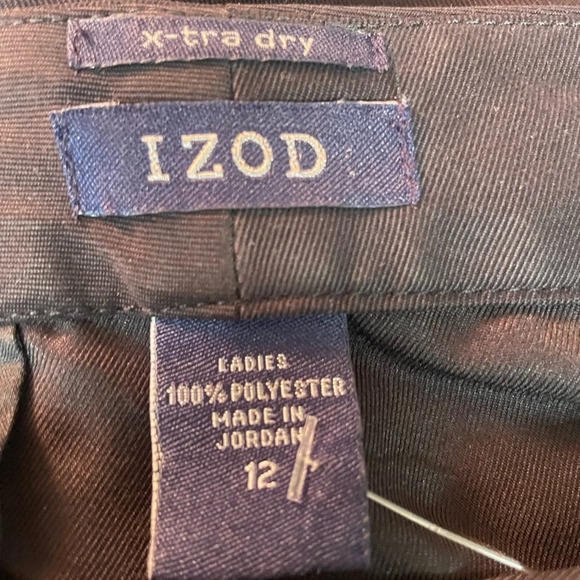 x-tra dry
IZOD
LADIES
100% POLYESTER
MADE IN
JORDAN
12